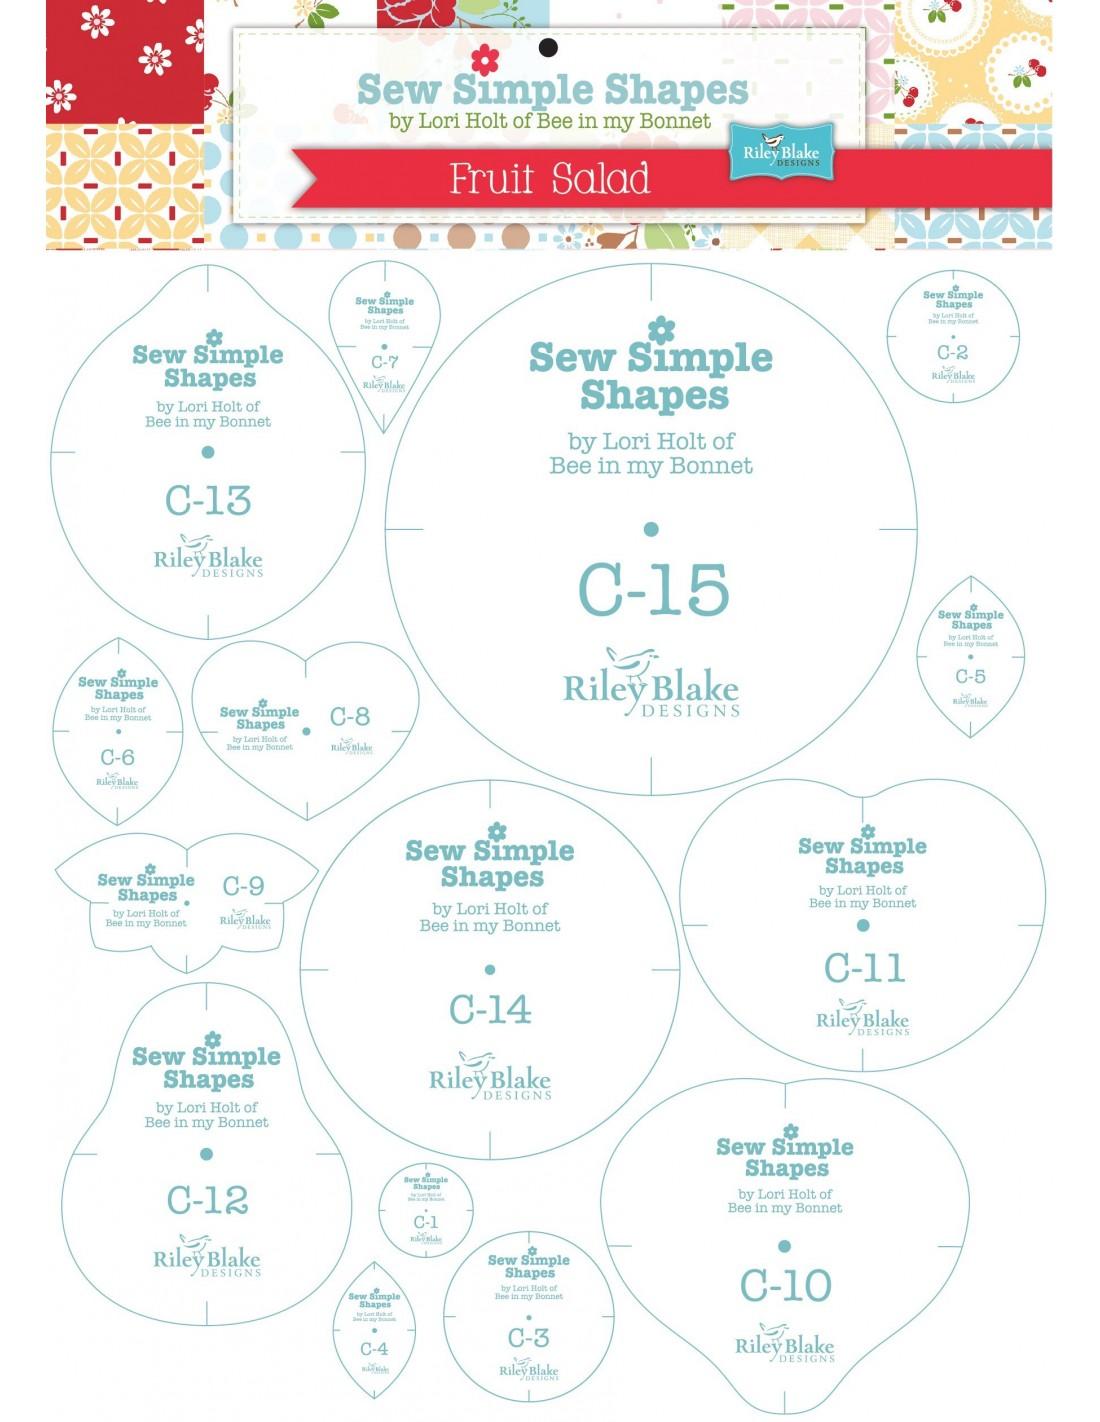 Sew Simple Shapes
by Lori Holt of Bee in my Bonnet
Riley Blake
DESIGNS
Fruit Salad
Sew Simple
Shapes
by Lori Holt of
Bee in my Bonnet
C-13
Riley Blake
DESIGNS
Sew Simple
Shapes
by Lori Holt of
Bee in my Bonnet
C-7
Riley Blake
DESIGNS
Sew Simple
Shapes
by Lori Holt of
Bee in my Bonnet
C-15
Riley Blake
DESIGNS
Sew Simple
Shapes
by Lori Holt of
Bee in my Bonnet
C-2
Riley Blake
DESIGNS
Sew Simple
Shapes
by Lori Holt of
Bee in my Bonnet
C-5
Riley Blake
DESIGNS
Sew Simple
Shapes
by Lori Holt of
Bee in my Bonnet
C-6
Riley Blake
DESIGNS
Sew Simple
Shapes
by Lori Holt of
Bee in my Bonnet
C-8
Riley Blake
DESIGNS
Sew Simple
Shapes
by Lori Holt of
Bee in my Bonnet
C-9
Riley Blake
DESIGNS
Sew Simple
Shapes
by Lori Holt of
Bee in my Bonnet
C-14
Riley Blake
DESIGNS
Sew Simple
Shapes
by Lori Holt of
Bee in my Bonnet
C-11
Riley Blake
DESIGNS
Sew Simple
Shapes
by Lori Holt of
Bee in my Bonnet
C-12
Riley Blake
DESIGNS
Sew Simple
Shapes
by Lori Holt of
Bee in my Bonnet
C-1
Riley Blake
DESIGNS
Sew Simple
Shapes
by Lori Holt of
Bee in my Bonnet
C-4
Riley Blake
DESIGNS
Sew Simple
Shapes
by Lori Holt of
Bee in my Bonnet
C-3
Riley Blake
DESIGNS
Sew Simple
Shapes
by Lori Holt of
Bee in my Bonnet
C-10
Riley Blake
DESIGNS